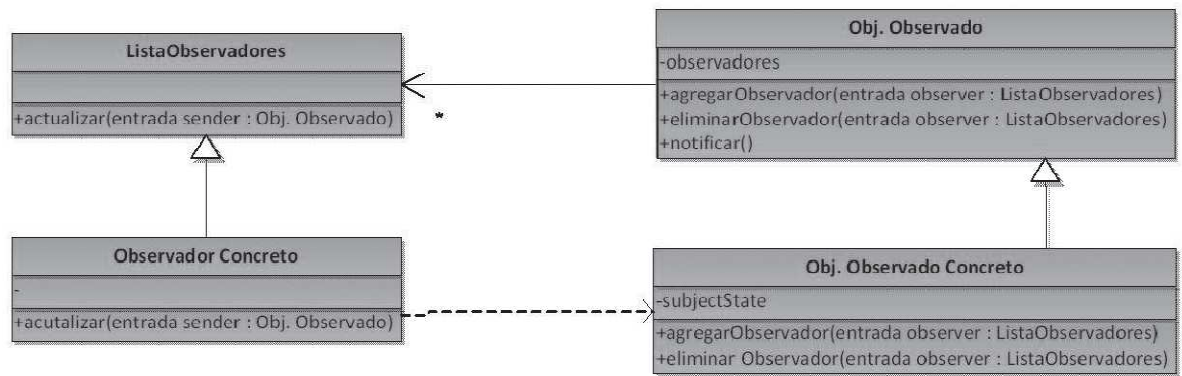 ListaObservadores
+actualizar(entrada sender : Obj. Observado)
*
Obj. Observado
-observadores
+agregarObservador(entrada observer : ListaObservadores)
+eliminarObservador(entrada observer : ListaObservadores)
+notificar()
Observador Concreto
-
+acutalizar(entrada sender : Obj. Observado)
Obj. Observado Concreto
-subjectState
+agregarObservador(entrada observer : ListaObservadores)
+eliminar Observador(entrada observer : ListaObservadores)